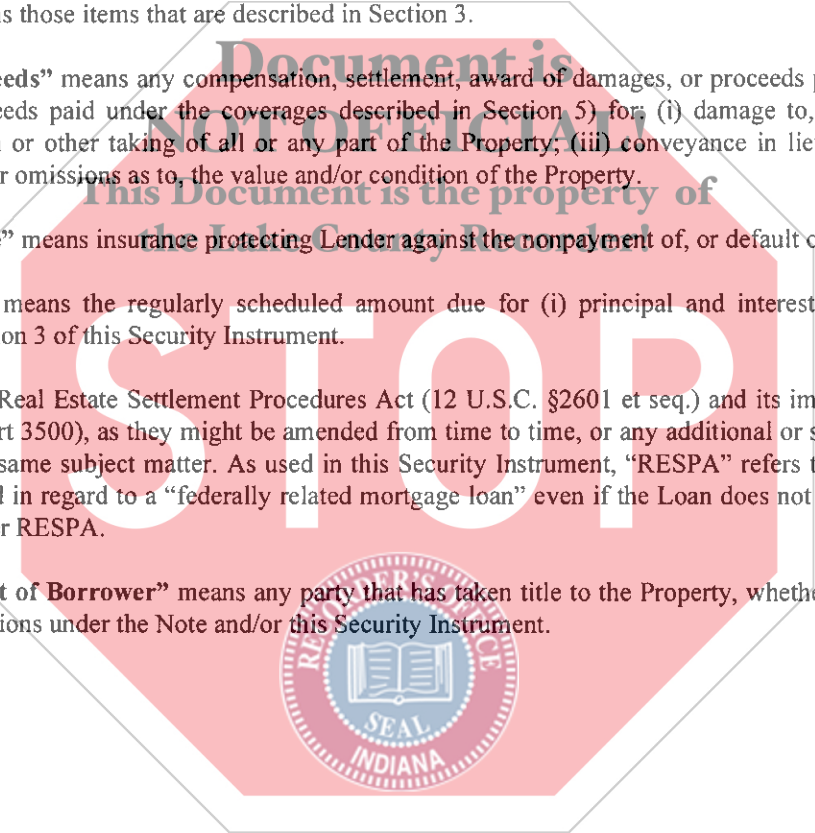 s those items that are described in Section 3.
Document is
eeds” means any compensation, settlement, award of damages, or proceeds p
eeds paid under the coverages described in Section 5) for: (i) damage to,
NOT OFFICIAL!
or other taking of all or any part of the Property; (iii) conveyance in lie
r omissions as to, the value and/or condition of the Property.
This Document is the property of
the Lake County Recorder!
” means insurance protecting Lender against the nonpayment of, or default o
means the regularly scheduled amount due for (i) principal and interest
on 3 of this Security Instrument.
STOP
Real Estate Settlement Procedures Act (12 U.S.C. §2601 et seq.) and its im
rt 3500), as they might be amended from time to time, or any additional or s
same subject matter. As used in this Security Instrument, “RESPA” refers t
in regard to a “federally related mortgage loan” even if the Loan does not
r RESPA.
t of Borrower” means any party that has taken title to the Property, whethe
ions under the Note and/or this Security Instrument.
RECORDER'S OFFICE
SEAL
INDIANA